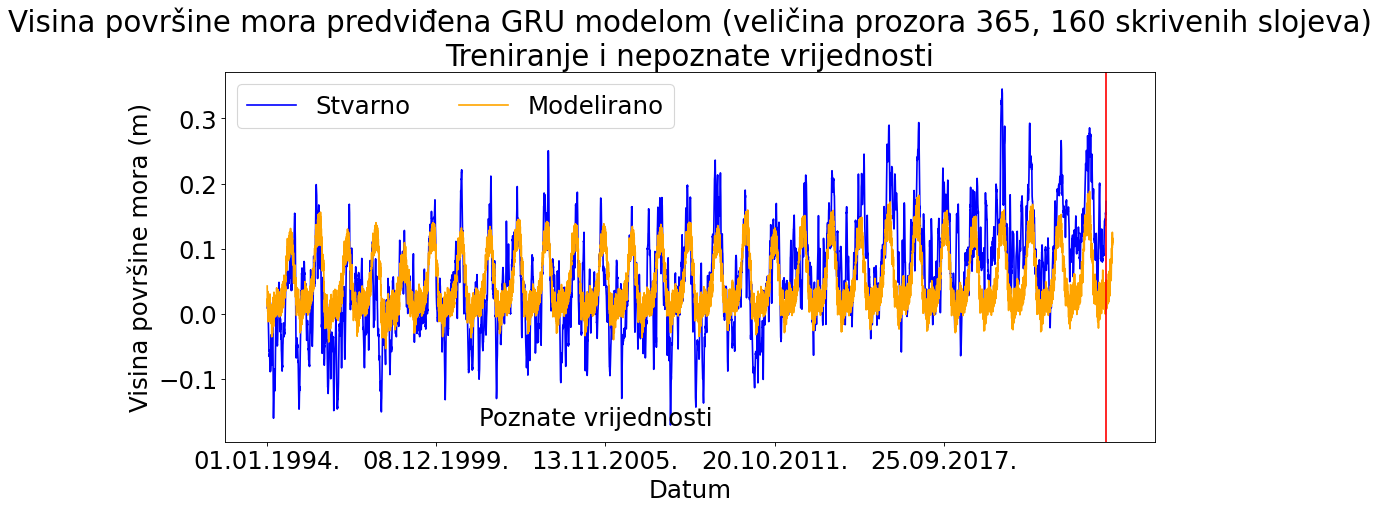 Visina površine mora predviđena GRU modelom (veličina prozora 365, 160 skrivenih slojeva)
Treniranje i nepoznate vrijednosti
Stvarno
Modelirano
Visina površine mora (m)
0.3
0.2
0.1
0.0
−0.1
Poznate vrijednosti
01.01.1994.
08.12.1999.
13.11.2005.
20.10.2011.
25.09.2017.
Datum